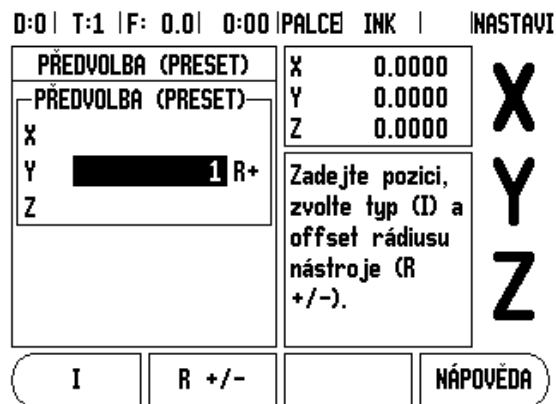 D:0 | T:1 | F: 0.0 | 0:00 | PALCE INK | NASTAVI
PŘEDVOLBA (PRESET)
PŘEDVOLBA (PRESET)
X
Y 1 R+
Z
X 0.0000
Y 0.0000
Z 0.0000
Zadejte pozici,
zvolte typ (I) a
offset rádiusu
nástroje (R
+/-).
X
Y
Z
I R +/- NÁPOVĚDA